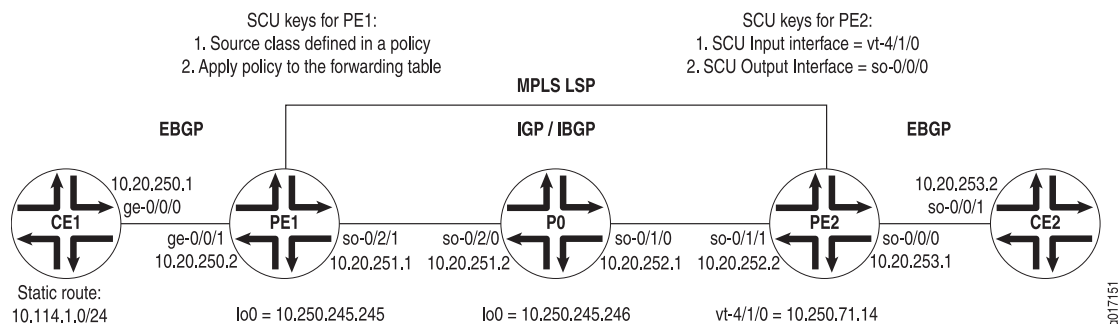 SCU keys for PE1:
1. Source class defined in a policy
2. Apply policy to the forwarding table
SCU keys for PE2:
1. SCU Input interface = vt-4/1/0
2. SCU Output Interface = so-0/0/0
MPLS LSP
EBGP
IGP / IBGP
EBGP
10.20.250.1
ge-0/0/0
10.20.253.2
so-0/0/1
CE1
PE1
P0
PE2
CE2
ge-0/0/1
10.20.250.2
so-0/2/1
10.20.251.1
so-0/2/0
10.20.251.2
so-0/1/0
10.20.252.1
so-0/1/1
10.20.252.2
so-0/0/0
10.20.253.1
Static route:
10.114.1.0/24
lo0 = 10.250.245.245
lo0 = 10.250.245.246
vt-4/1/0 = 10.250.71.14
g017151